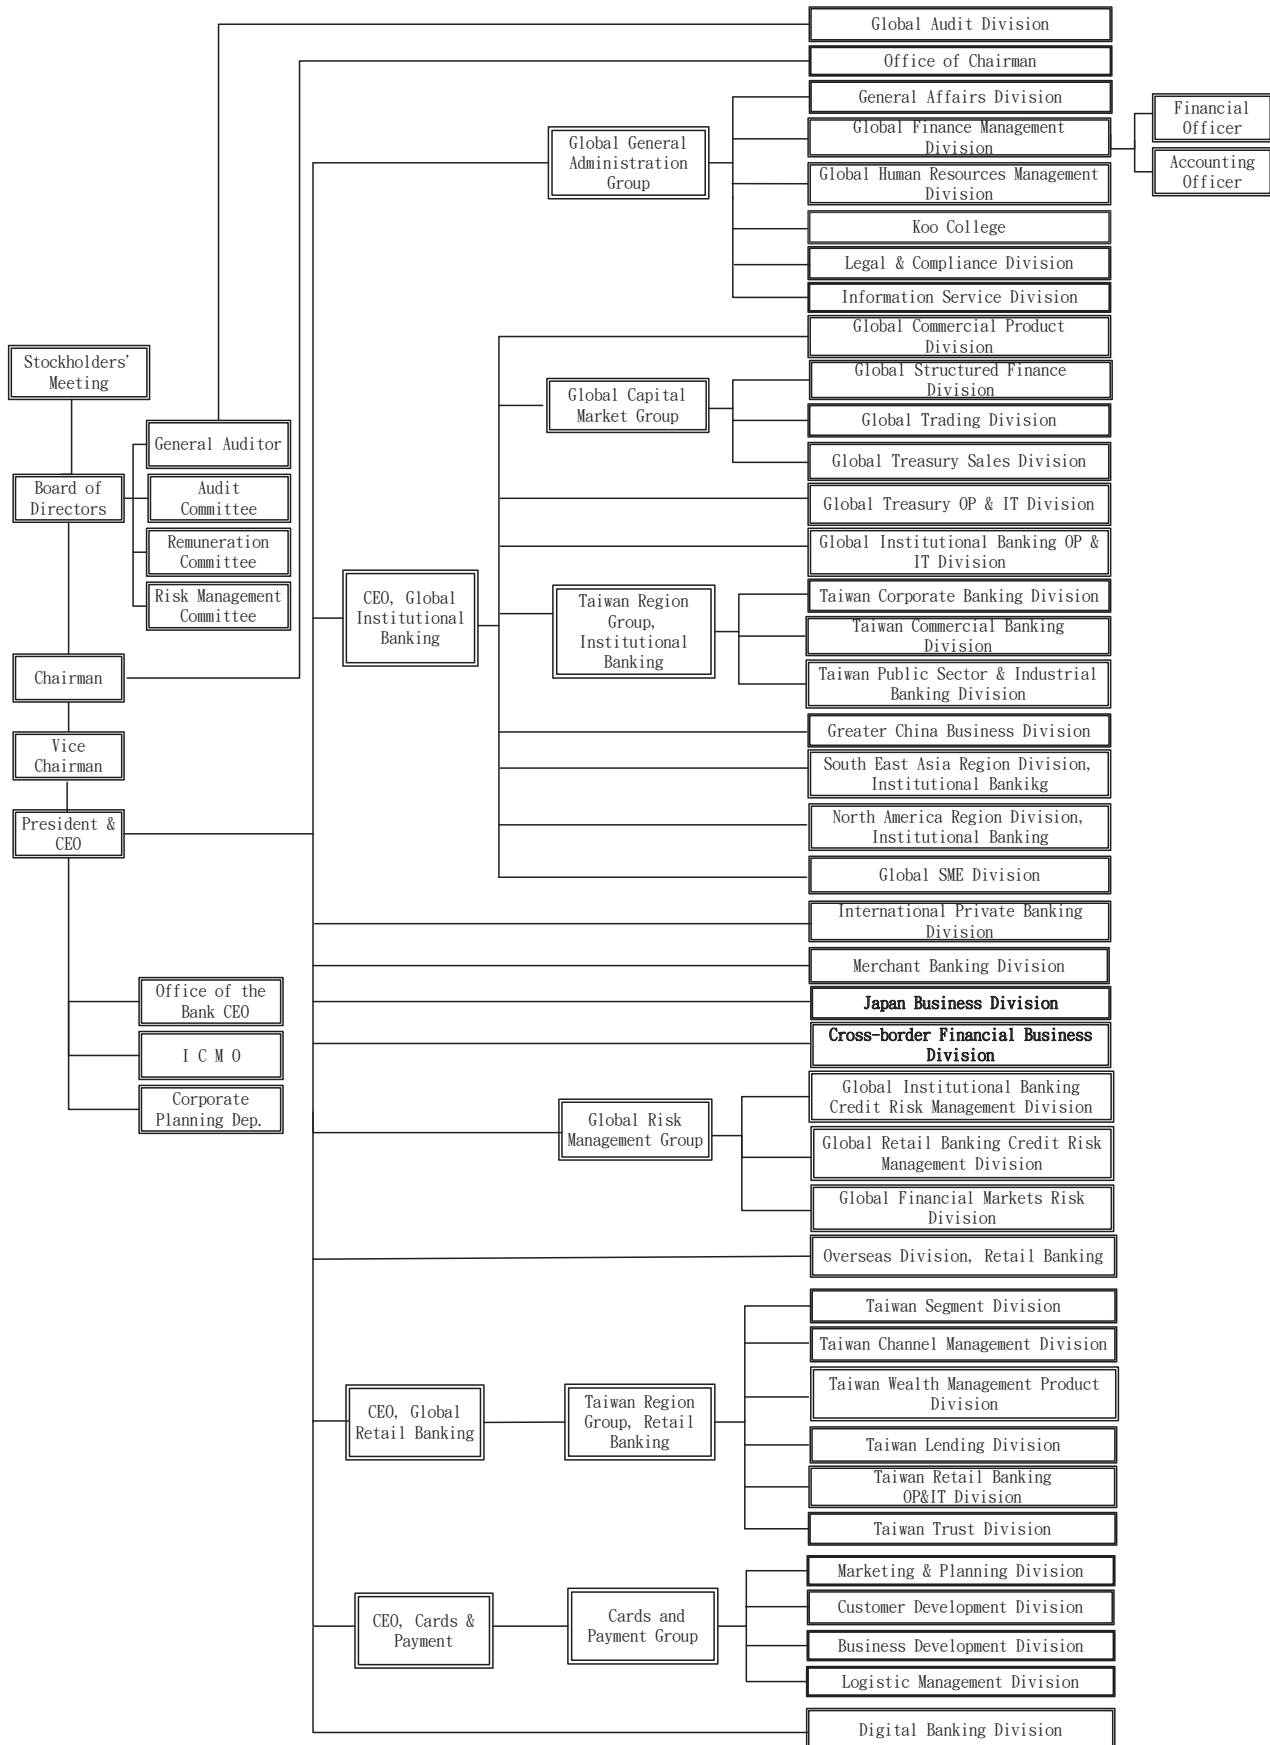 Global Audit Division
Office of Chairman
General Affairs Division
Global Finance Management
Division
Financial
Officer
Accounting
Officer
Global General
Administration
Group
Global Human Resources Management
Division
Koo College
Legal & Compliance Division
Information Service Division
Global Commercial Product
Division
Stockholders'
Meeting
Global Structured Finance
Division
Global Capital
Market Group
Global Trading Division
General Auditor
Global Treasury Sales Division
Board of
Directors
Audit
Committee
Global Treasury OP & IT Division
Remuneration
Committee
Global Institutional Banking OP &
IT Division
Risk Management
Committee
CEO, Global
Institutional
Banking
Taiwan Region
Group,
Institutional
Banking
Taiwan Corporate Banking Division
Taiwan Commercial Banking
Division
Taiwan Public Sector & Industrial
Banking Division
Chairman
Greater China Business Division
Vice
Chairman
South East Asia Region Division,
Institutional Bankikg
President &
CEO
North America Region Division,
Institutional Banking
Global SME Division
International Private Banking
Division
Merchant Banking Division
Office of the
Bank CEO
Japan Business Division
I C M O
Cross-border Financial Business
Division
Corporate
Planning Dep.
Global Institutional Banking
Credit Risk Management Division
Global Risk
Management Group
Global Retail Banking Credit Risk
Management Division
Global Financial Markets Risk
Division
Overseas Division, Retail Banking
Taiwan Segment Division
Taiwan Channel Management Division
Taiwan Wealth Management Product
Division
CEO, Global
Retail Banking
Taiwan Region
Group, Retail
Banking
Taiwan Lending Division
Taiwan Retail Banking
OP&IT Division
Taiwan Trust Division
Marketing & Planning Division
Customer Development Division
CEO, Cards &
Payment
Cards and
Payment Group
Business Development Division
Logistic Management Division
Digital Banking Division